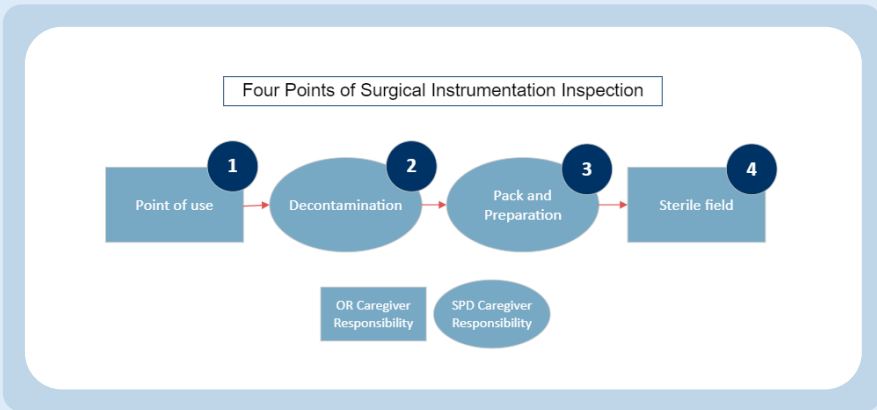 Four Points of Surgical Instrumentation Inspection
1
2
3
4
Point of use
Decontamination
Pack and
Preparation
Sterile field
OR Caregiver
Responsibility
SPD Caregiver
Responsibility